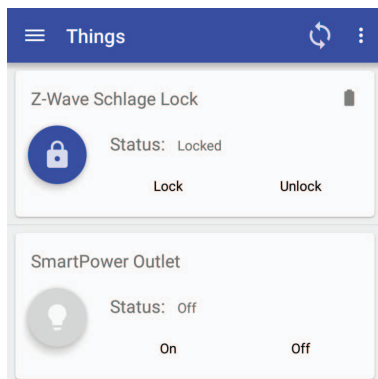 Things
Z-Wave Schlage Lock
Status: Locked
Lock Unlock
SmartPower Outlet
Status: Off
On Off